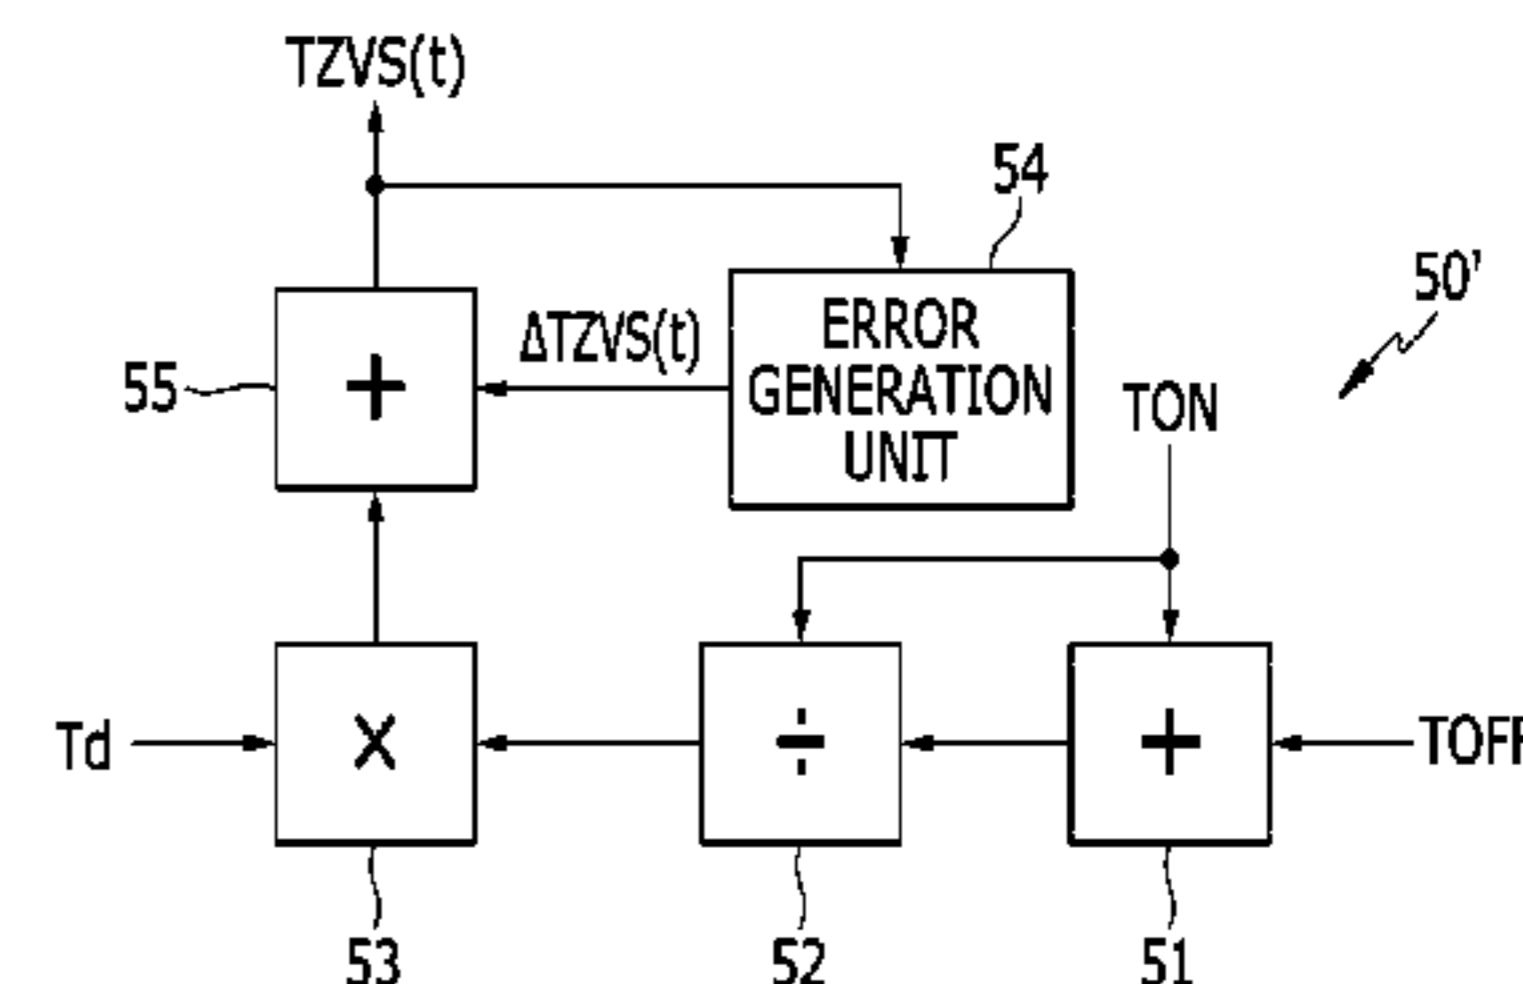 TZVS(t)
54
50'
ΔTZVS(t)
ERROR
GENERATION
UNIT
55
+
TON
Td
×
÷
+
53
52
51